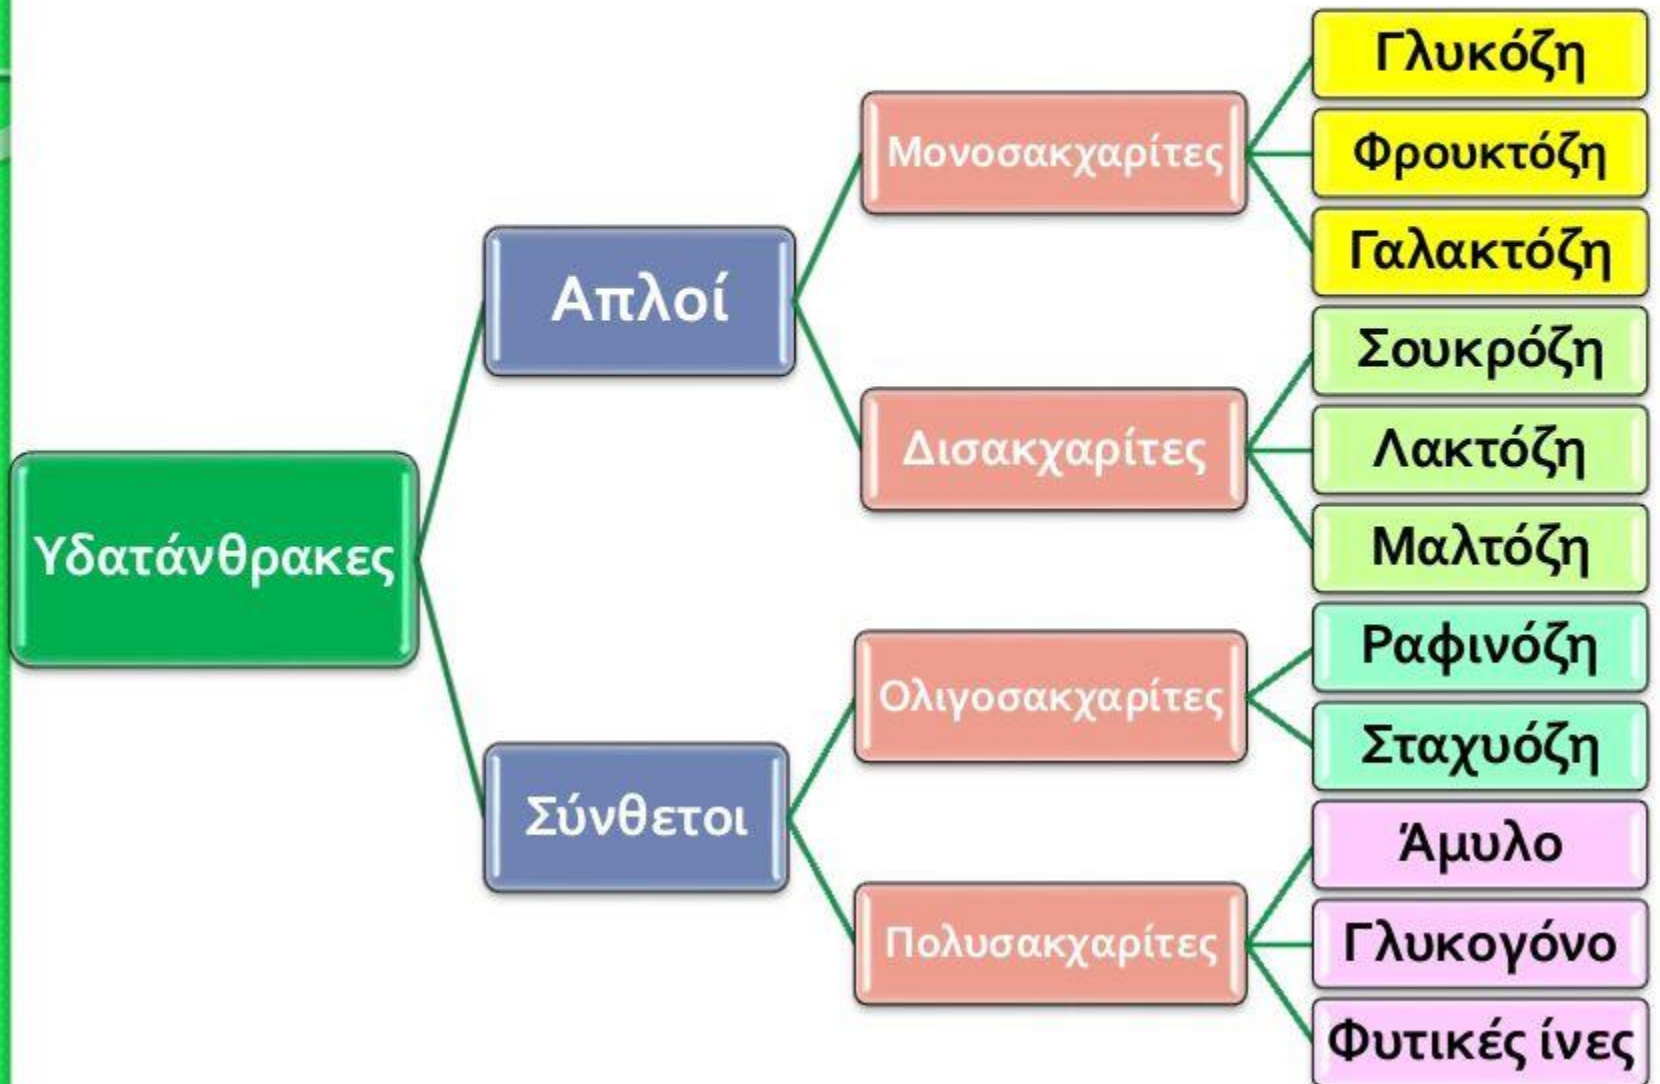 Υδατάνθρακες
Απλοί
Μονοσακχαρίτες
Γλυκόζη
Φρουκτόζη
Γαλακτόζη
Δισακχαρίτες
Σουκρόζη
Λακτόζη
Μαλτόζη
Σύνθετοι
Ολιγοσακχαρίτες
Ραφινόζη
Σταχυόζη
Πολυσακχαρίτες
Άμυλο
Γλυκογόνο
Φυτικές ίνες